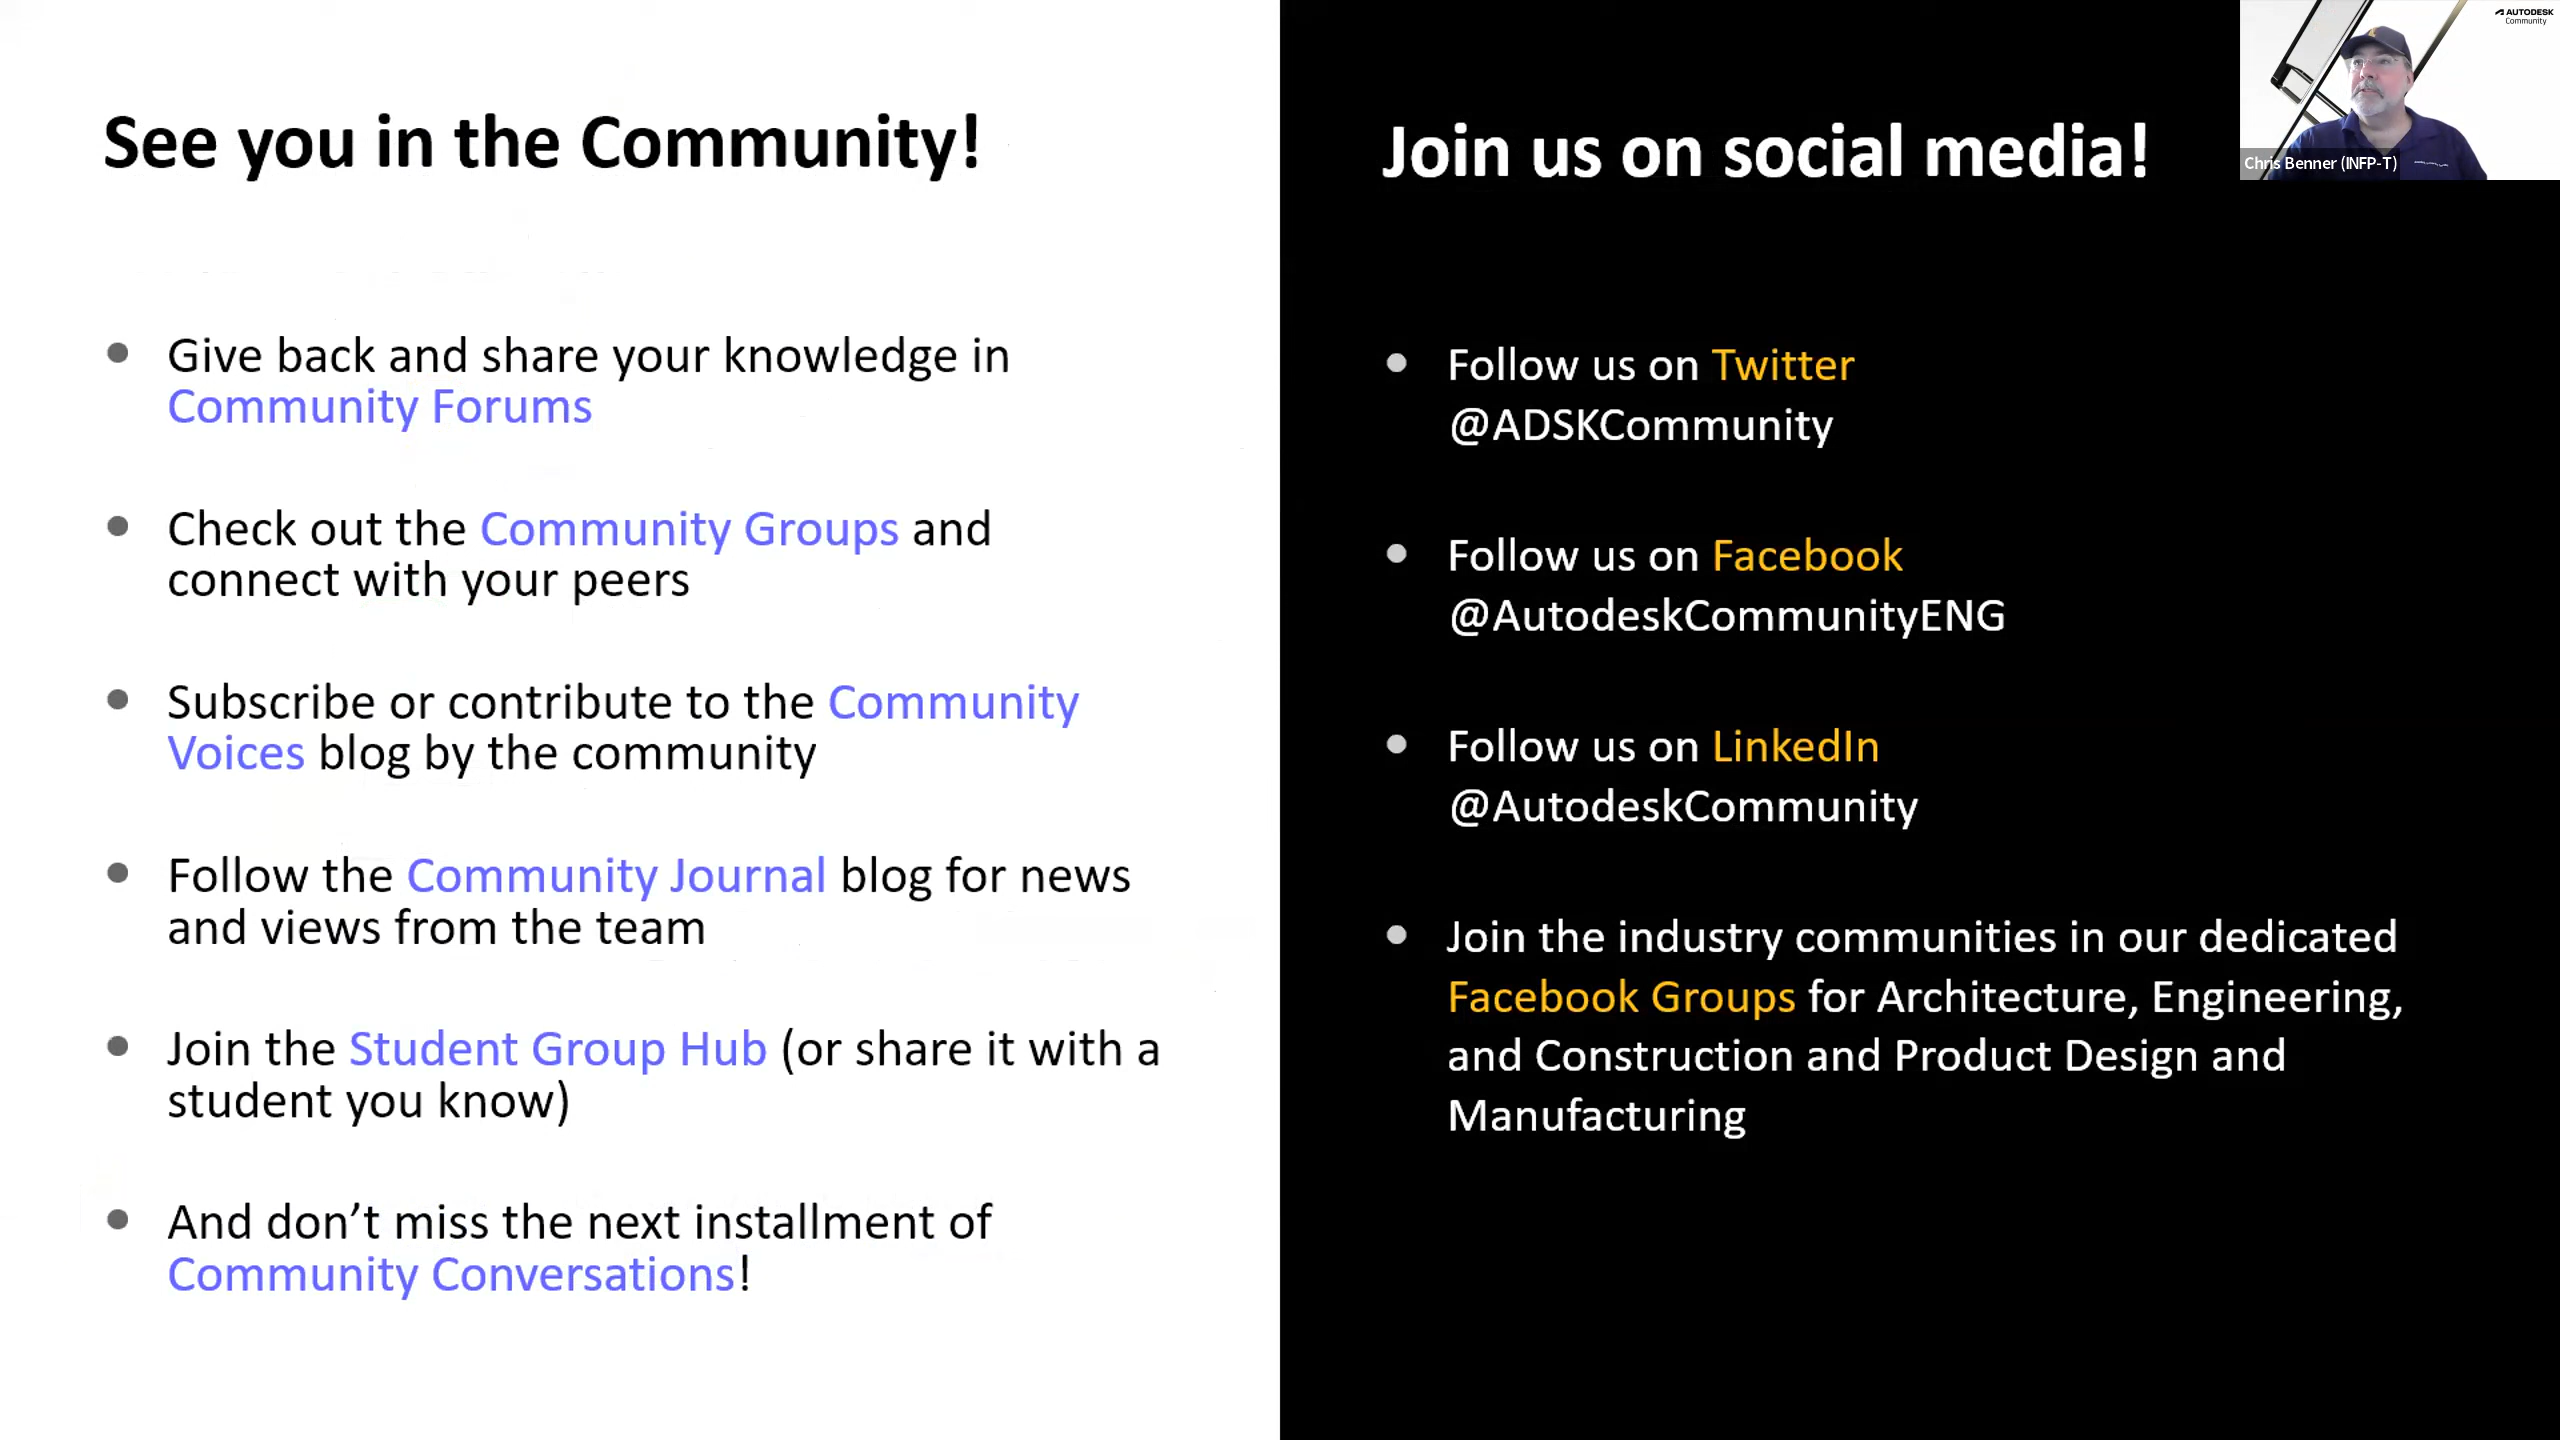 See you in the Community!
Give back and share your knowledge in
Community Forums
Check out the Community Groups and
connect with your peers
Subscribe or contribute to the Community
Voices blog by the community
Follow the Community Journal blog for news
and views from the team
Join the Student Group Hub (or share it with a
student you know)
And don’t miss the next installment of
Community Conversations!
Join us on social media!
Follow us on Twitter
@ADSKCommunity
Follow us on Facebook
@AutodeskCommunityENG
Follow us on LinkedIn
@AutodeskCommunity
Join the industry communities in our dedicated
Facebook Groups for Architecture, Engineering,
and Construction and Product Design and
Manufacturing
AUTODESK
Community
Chris Benner (INFP-T)